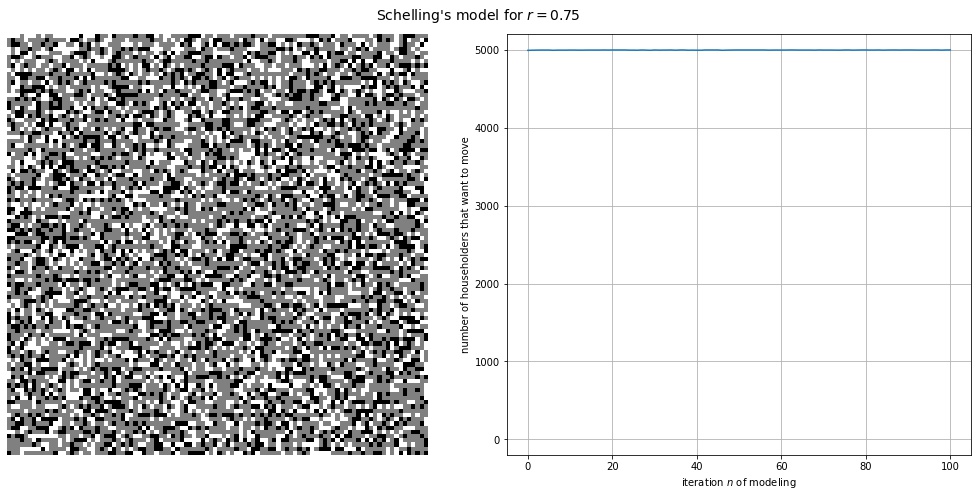 Schelling's model for r = 0.75
number of householders that want to move
5000
4000
3000
2000
1000
0
0 20 40 60 80 100
iteration n of modeling